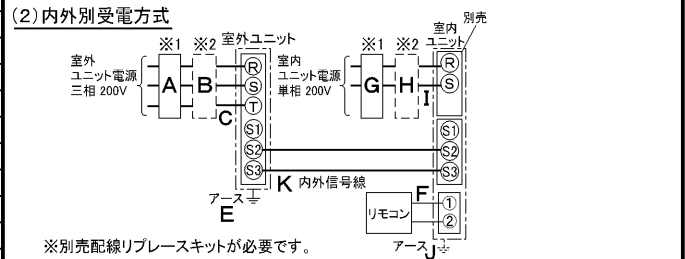 (2)内外別受電方式
※1 ※2 室外ユニット
室外
ユニット電源
三相 200V
A
B
C
R
S
T
S1
S2
S3
アース
E
※1 ※2
室内
ユニット
別売
室内
ユニット電源
単相 200V
G
H
I
R
S
S1
S2
S3
K 内外信号線
F
リモコン
1
2
アース
J
※別売配線リプレースキットが必要です。